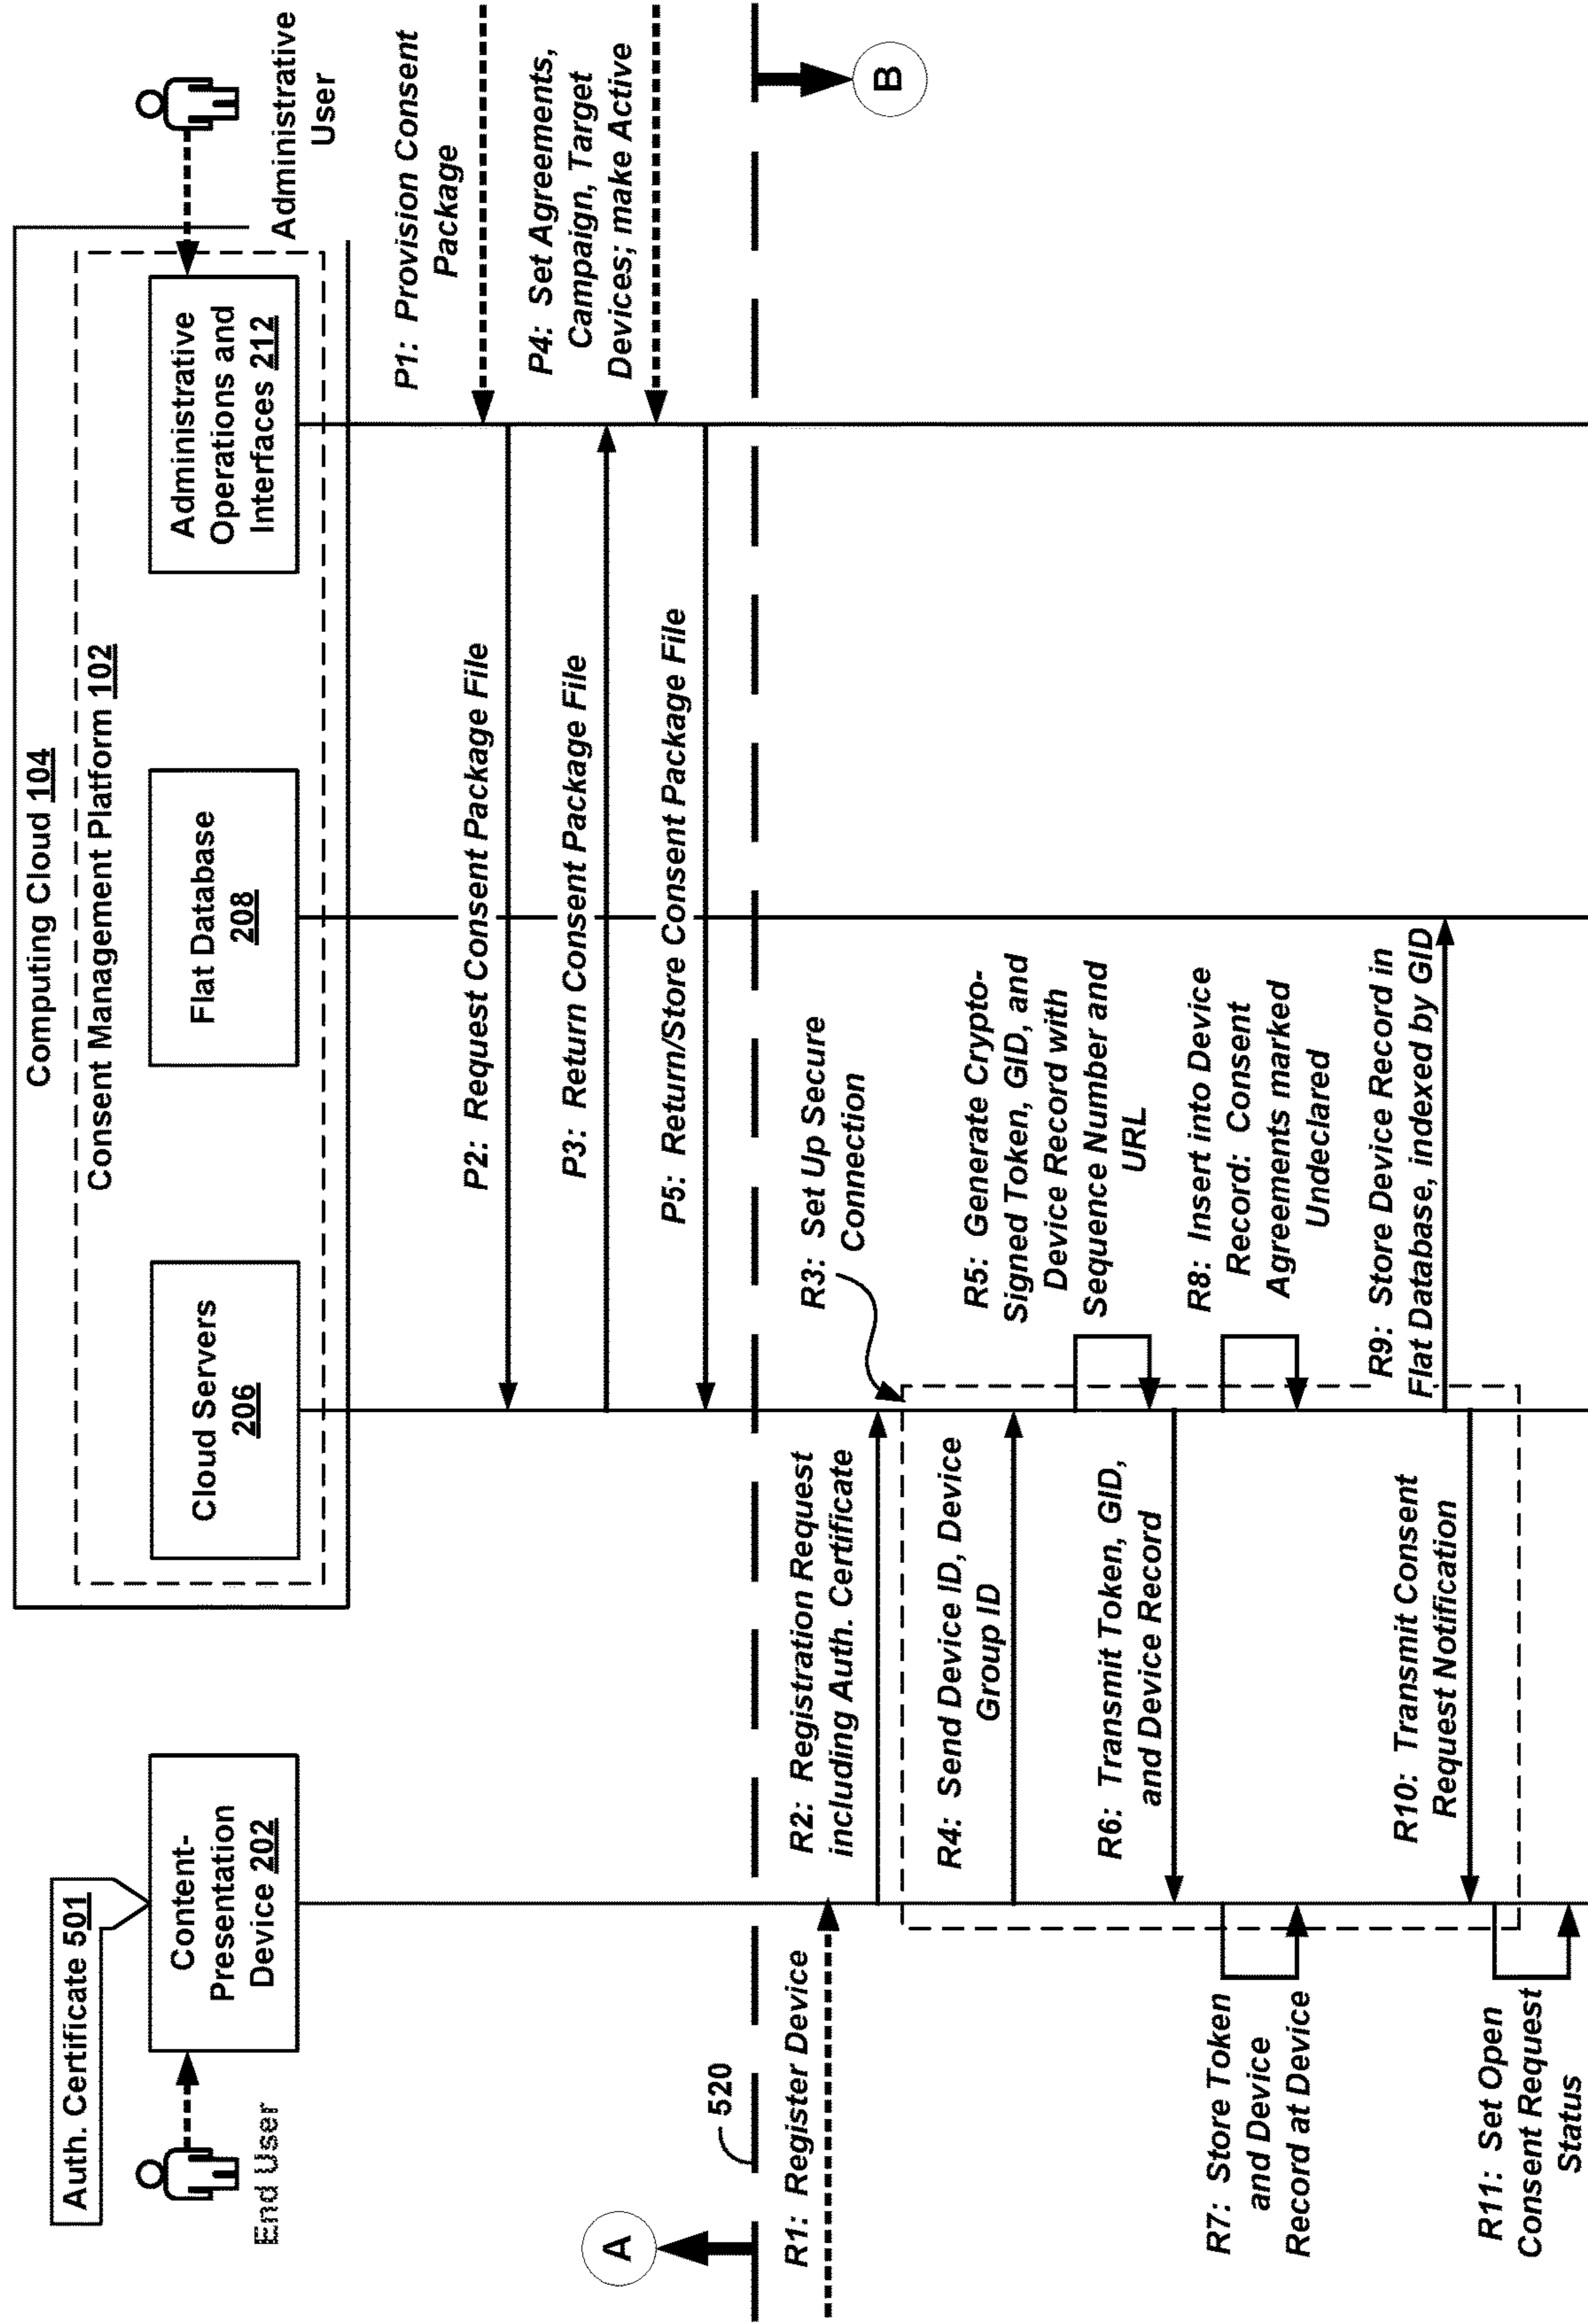 Computing Cloud 104
Consent Management Platform 102
Auth. Certificate 501
End User
Content-
Presentation
Device 202
Cloud Servers
206
Flat Database
208
Administrative
Operations and
Interfaces 212
Administrative
User
P1: Provision Consent
Package
P2: Request Consent Package File
P3: Return Consent Package File
P4: Set Agreements,
Campaign, Target
Devices; make Active
P5: Return/Store Consent Package File
A
520
B
R1: Register Device
R2: Registration Request
including Auth. Certificate
R3: Set Up Secure
Connection
R4: Send Device ID, Device
Group ID
R5: Generate Crypto-
Signed Token, GID, and
Device Record with
Sequence Number and
URL
R6: Transmit Token, GID,
and Device Record
R7: Store Token
and Device
Record at Device
R8: Insert into Device
Record: Consent
Agreements marked
Undeclared
R9: Store Device Record in
Flat Database, indexed by GID
R10: Transmit Consent
Request Notification
R11: Set Open
Consent Request
Status